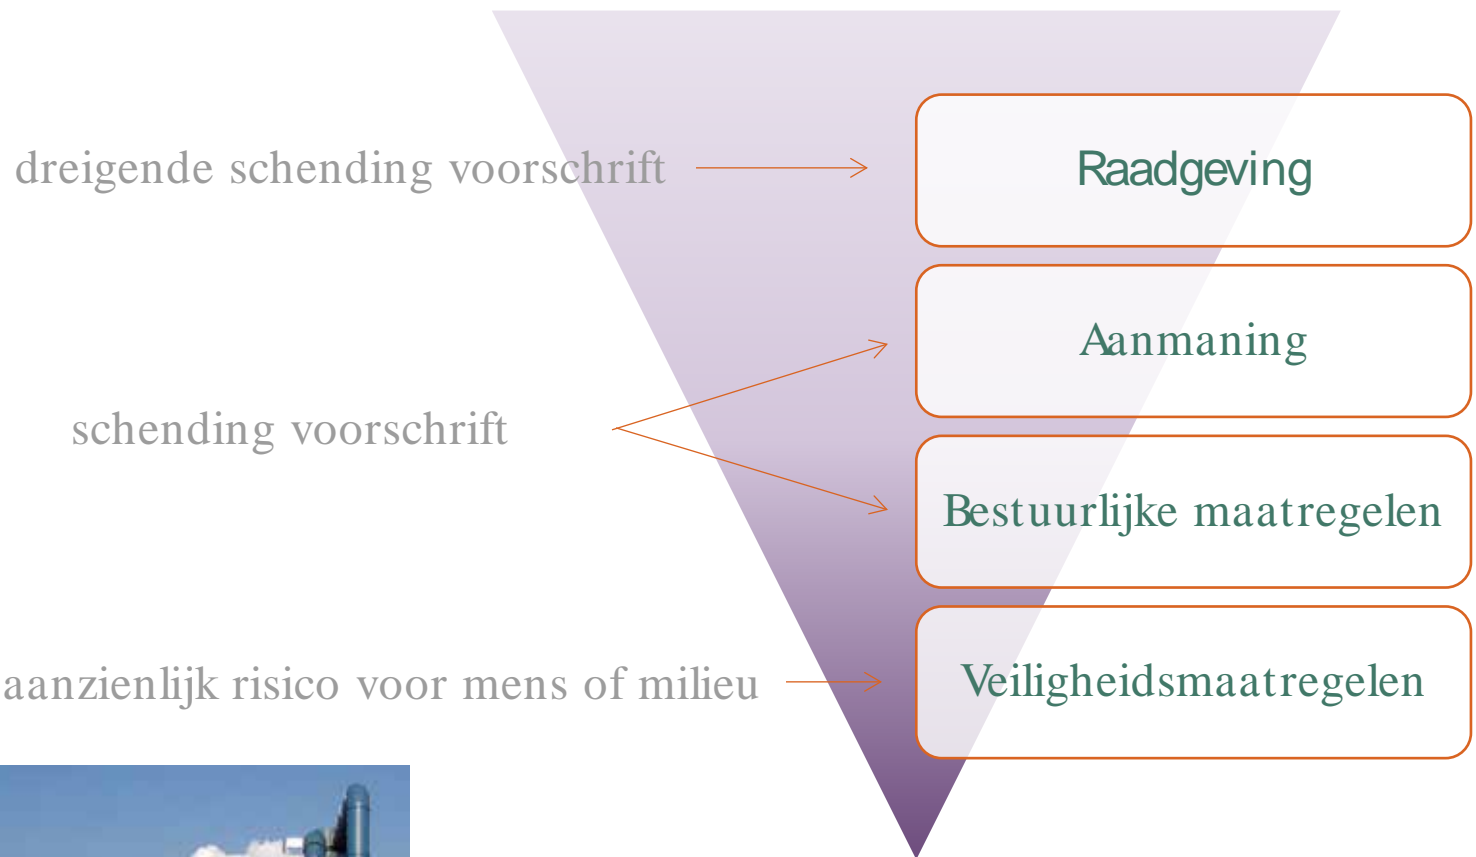 dreigende schending voorschrift
Raadgeving
Aanmaning
schending voorschrift
Bestuurlijke maatregelen
aanzienlijk risico voor mens of milieu
Veiligheidsmaatregelen